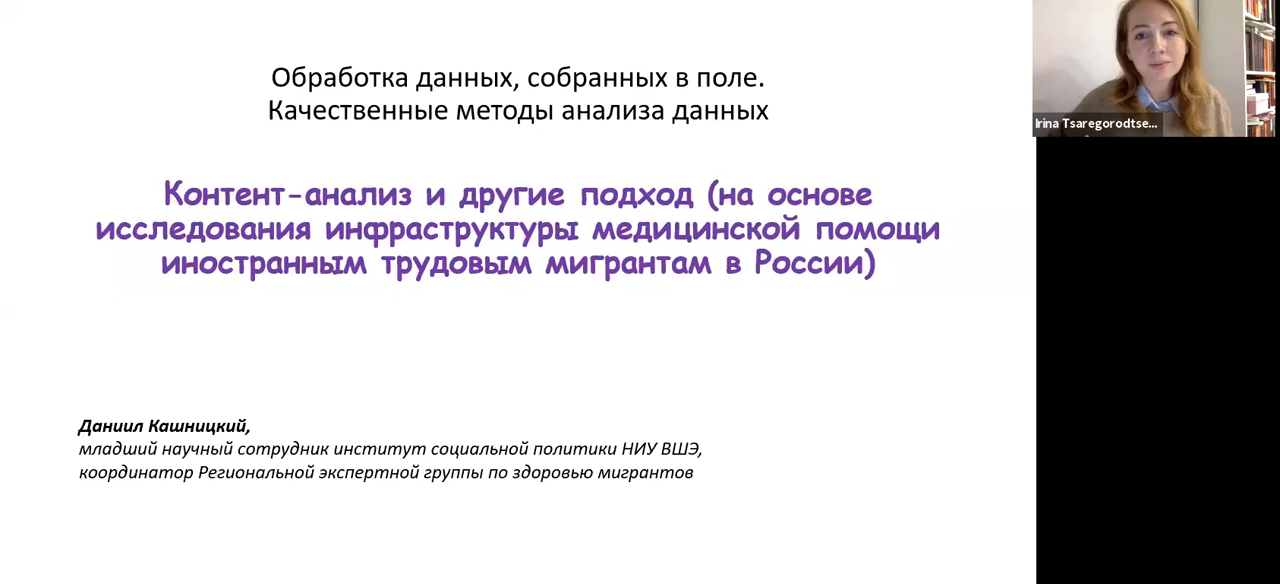 Обработка данных, собранных в поле.
Качественные методы анализа данных
Контент-анализ и другие подход (на основе
исследования инфраструктуры медицинской помощи
иностранным трудовым мигрантам в России)
Даниил Кашницкий,
младший научный сотрудник институт социальной политики НИУ ВШЭ,
координатор Региональной экспертной группы по здоровью мигрантов
Irina Tsaregorodtse...